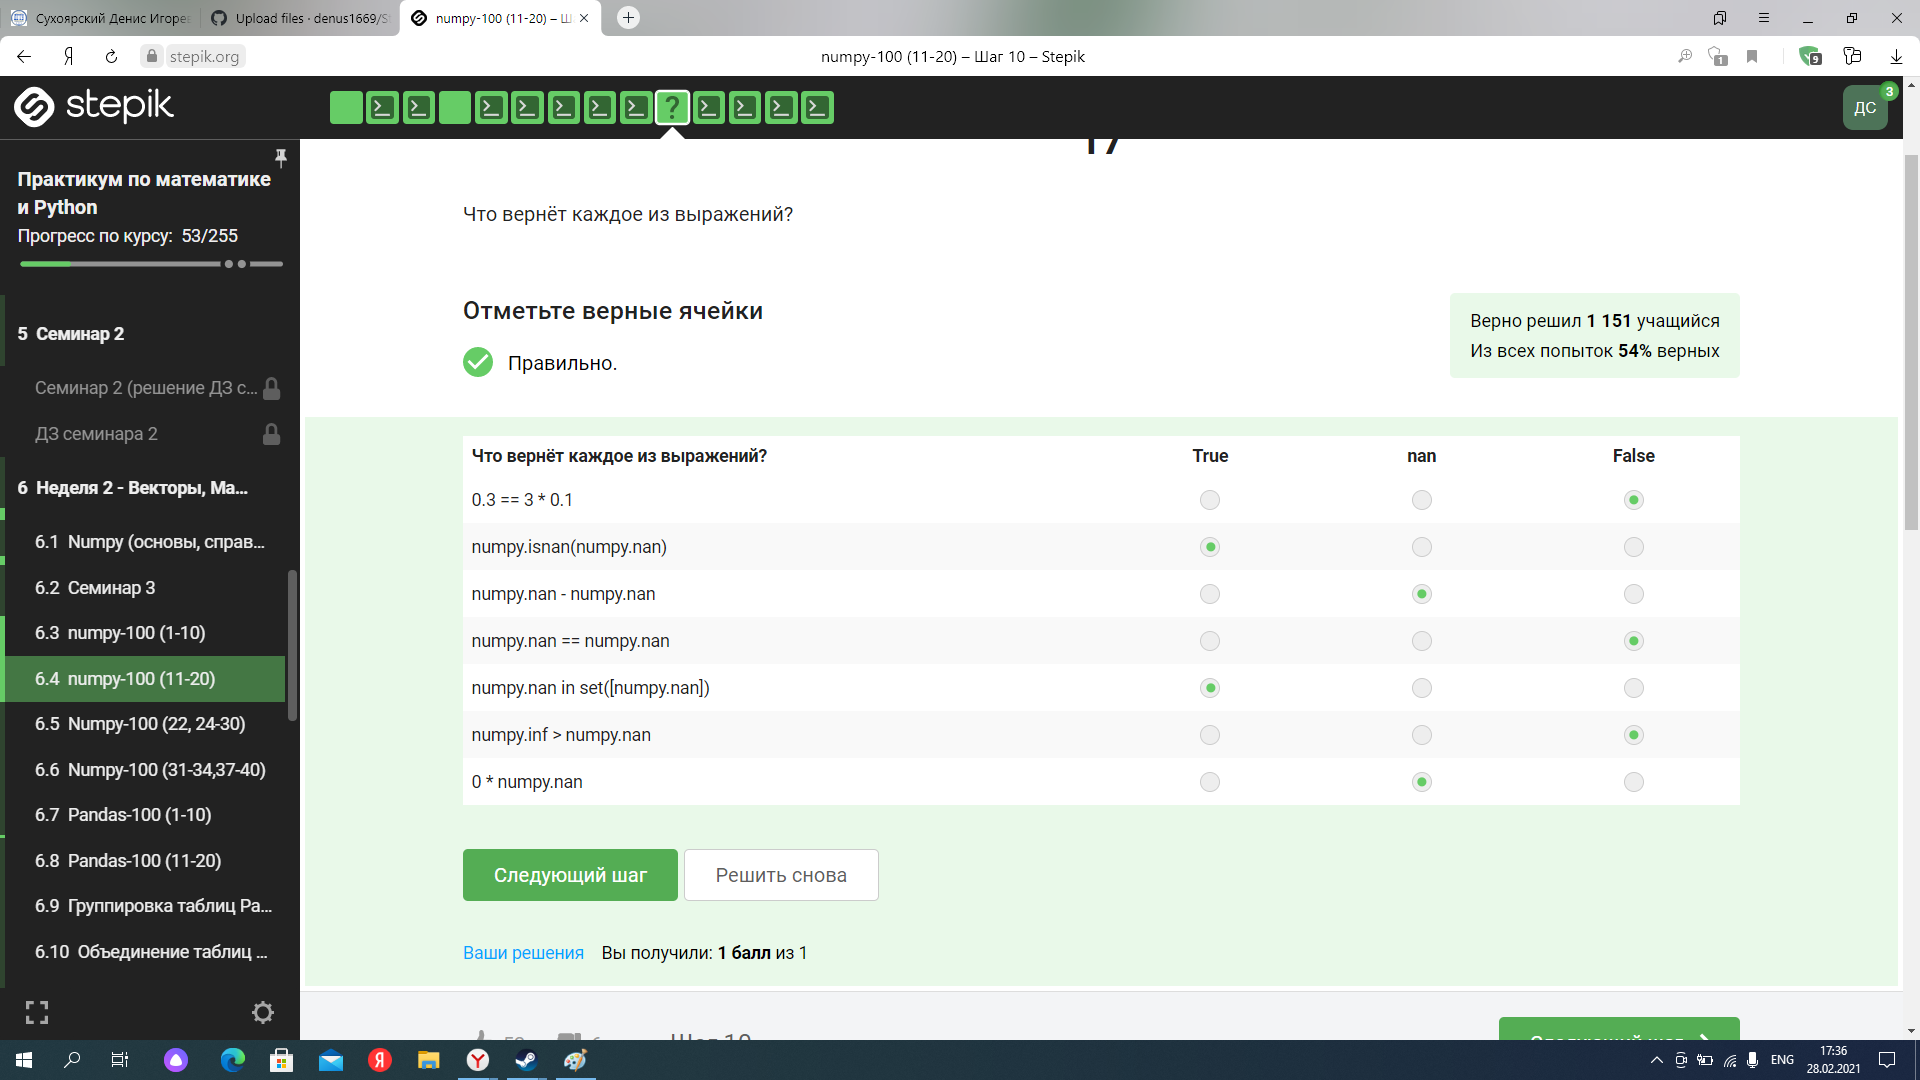 Сухоярский Денис Игорев
Upload files · denus1669/S
numpy-100 (11-20) – Ш
stepik.org
numpy-100 (11-20) – Шаг 10 – Stepik
1
9
stepik
?
ДС
3
17
Практикум по математике
и Python
Прогресс по курсу: 53/255
5 Семинар 2
Семинар 2 (решение ДЗ с...
ДЗ семинара 2
6 Неделя 2 - Векторы, Ма...
6.1 Numpy (основы, справ...
6.2 Семинар 3
6.3 numpy-100 (1-10)
6.4 numpy-100 (11-20)
6.5 Numpy-100 (22, 24-30)
6.6 Numpy-100 (31-34,37-40)
6.7 Pandas-100 (1-10)
6.8 Pandas-100 (11-20)
6.9 Группировка таблиц Pa...
6.10 Объединение таблиц ...
Что вернёт каждое из выражений?
Отметьте верные ячейки
Правильно.
Верно решил 1 151 учащийся
Из всех попыток 54% верных
Что вернёт каждое из выражений? True nan False
0.3 == 3 * 0.1
numpy.isnan(numpy.nan)
numpy.nan - numpy.nan
numpy.nan == numpy.nan
numpy.nan in set([numpy.nan])
numpy.inf > numpy.nan
0 * numpy.nan
Следующий шаг
Решить снова
Ваши решения Вы получили: 1 балл из 1
Шаг 10
Следующий шаг
ENG
17:36
28.02.2021